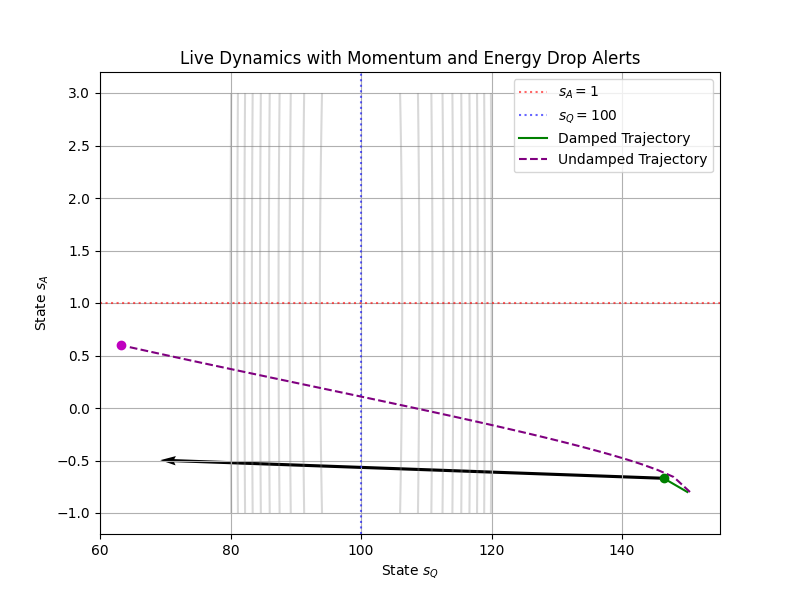 Live Dynamics with Momentum and Energy Drop Alerts
s_A = 1
s_Q = 100
Damped Trajectory
Undamped Trajectory
3.0
2.5
2.0
1.5
1.0
0.5
0.0
−0.5
−1.0
State s_A
60
80
100
120
140
State s_Q